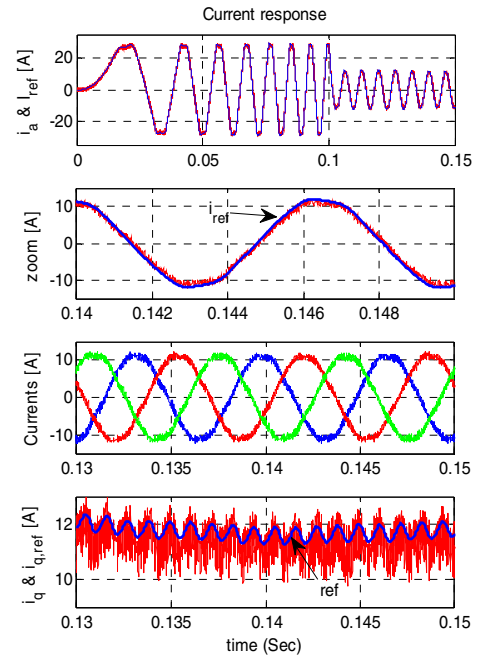 Current response
i_a & I_ref [A]
20
0
-20
0 0.05 0.1 0.15
zoom [A]
10
0
-10
i_ref
0.14 0.142 0.144 0.146 0.148
Currents [A]
10
0
-10
0.13 0.135 0.14 0.145 0.15
i_q & i_q,ref [A]
12
10
ref
0.13 0.135 0.14 0.145 0.15
time (Sec)